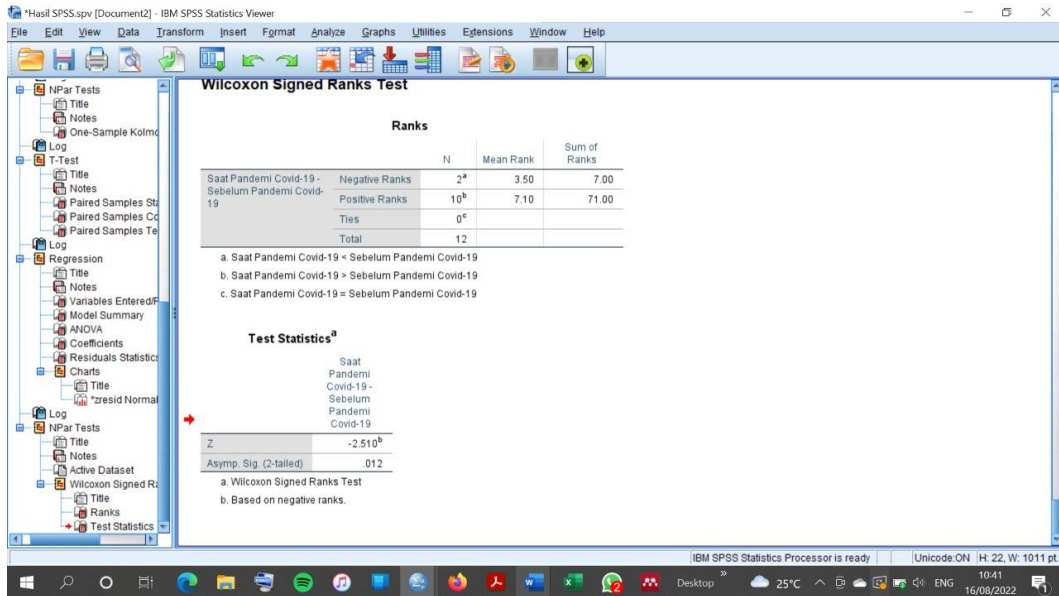 *Hasil SPSS.spv [Document2] - IBM SPSS Statistics Viewer
File Edit View Data Transform Insert Format Analyze Graphs Utilities Extensions Window Help
NPar Tests
Title
Notes
One-Sample Kolmo
Log
T-Test
Title
Notes
Paired Samples Sta
Paired Samples Co
Paired Samples Te
Log
Regression
Title
Notes
Variables Entered/R
Model Summary
ANOVA
Coefficients
Residuals Statistics
Charts
Title
*zresid Normal
Log
NPar Tests
Title
Notes
Active Dataset
Wilcoxon Signed Ra
Title
Ranks
Test Statistics
Wilcoxon Signed Ranks Test
Ranks
N Mean Rank Sum of Ranks
Saat Pandemi Covid-19 - Negative Ranks 2a 3.50 7.00
Sebelum Pandemi Covid-
19 Positive Ranks 10b 7.10 71.00
Ties 0c
Total 12
a. Saat Pandemi Covid-19 < Sebelum Pandemi Covid-19
b. Saat Pandemi Covid-19 > Sebelum Pandemi Covid-19
c. Saat Pandemi Covid-19 = Sebelum Pandemi Covid-19
Test Statisticsa
Saat
Pandemi
Covid-19 -
Sebelum
Pandemi
Covid-19
Z -2.510b
Asymp. Sig. (2-tailed) .012
a. Wilcoxon Signed Ranks Test
b. Based on negative ranks.
IBM SPSS Statistics Processor is ready Unicode:ON H: 22, W: 1011 pt.
Desktop » 25°C ENG 10:41
16/08/2022